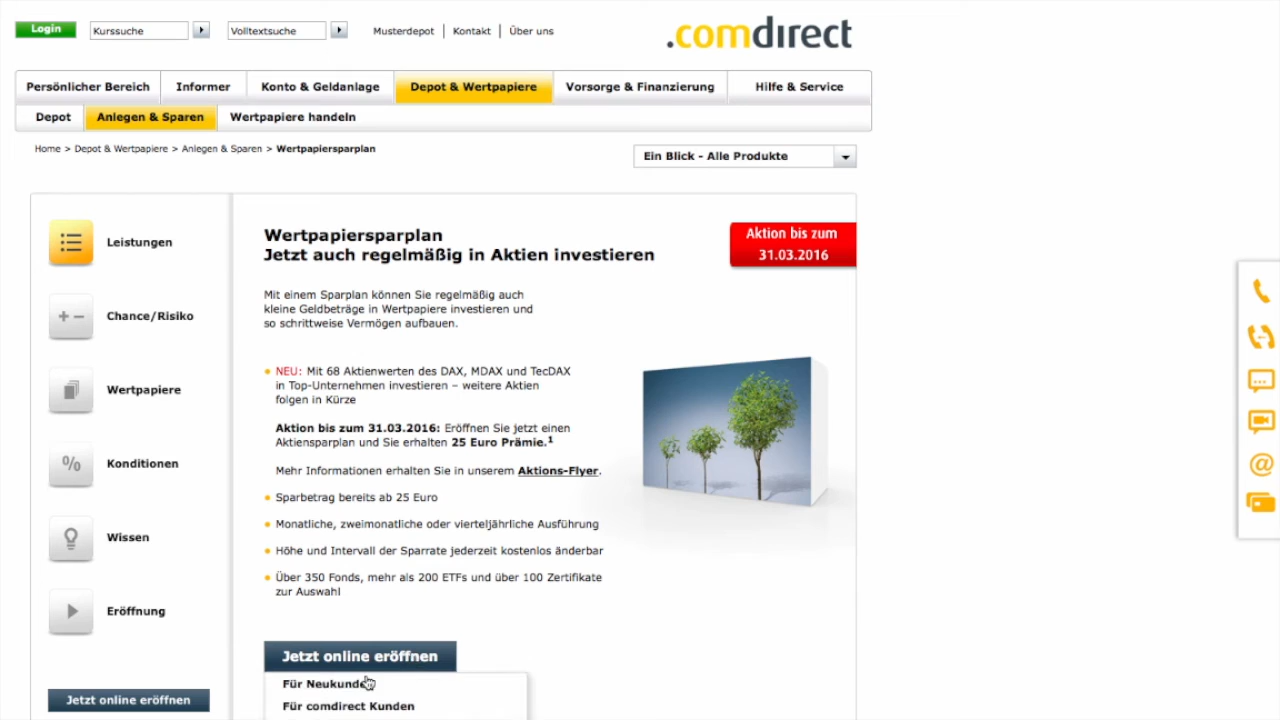 Login
Kurssuche
Volltextsuche
Musterdepot
Kontakt
Über uns
.comdirect
Persönlicher Bereich
Informer
Konto & Geldanlage
Depot & Wertpapiere
Vorsorge & Finanzierung
Hilfe & Service
Depot
Anlegen & Sparen
Wertpapiere handeln
Home > Depot & Wertpapiere > Anlegen & Sparen > Wertpapiersparplan
Ein Blick - Alle Produkte
Leistungen
Chance/Risiko
Wertpapiere
Konditionen
Wissen
Eröffnung
Jetzt online eröffnen
Wertpapiersparplan
Jetzt auch regelmäßig in Aktien investieren
Aktion bis zum
31.03.2016
Mit einem Sparplan können Sie regelmäßig auch
kleine Geldbeträge in Wertpapiere investieren und
so schrittweise Vermögen aufbauen.
NEU: Mit 68 Aktienwerten des DAX, MDAX und TecDAX
in Top-Unternehmen investieren – weitere Aktien
folgen in Kürze
Aktion bis zum 31.03.2016: Eröffnen Sie jetzt einen
Aktiensparplan und Sie erhalten 25 Euro Prämie.¹
Mehr Informationen erhalten Sie in unserem Aktions-Flyer.
Sparbetrag bereits ab 25 Euro
Monatliche, zweimonatliche oder vierteljährliche Ausführung
Höhe und Intervall der Sparrate jederzeit kostenlos änderbar
Über 350 Fonds, mehr als 200 ETFs und über 100 Zertifikate
zur Auswahl
Jetzt online eröffnen
Für Neukunden
Für comdirect Kunden